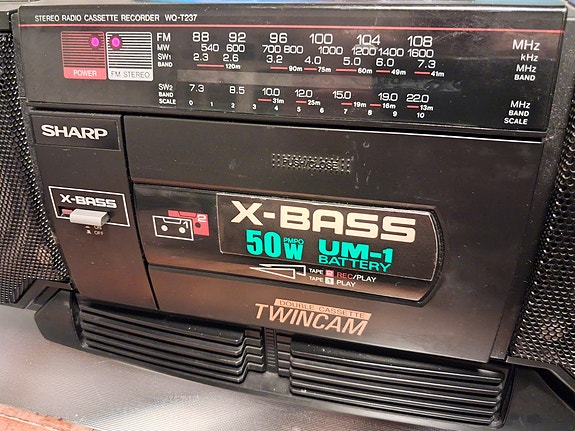 STEREO RADIO CASSETTE RECORDER WQ-T237
FM 88 92 96 100 104 108 MHz
MW 540 600 700 800 1000 1200 1400 1600 kHz
SW1 BAND 2.3 2.6 3.2 4.0 5.0 6.0 7.3 MHz BAND
120m 90m 75m 60m 49m 41m
POWER FM STEREO
SW2 BAND 7.3 8.5 10.0 12.0 15.0 19.0 22.0 MHz BAND
31m 25m 19m 16m 13m
SCALE 0 1 2 3 4 5 6 7 8 9 10 SCALE
SHARP
PUSH CLOSE
X-BASS
ON
OFF
2
1
X-BASS
50W PMPO UM-1
BATTERY
TAPE 2 REC/PLAY
TAPE 1 PLAY
DOUBLE CASSETTE
TWINCAM